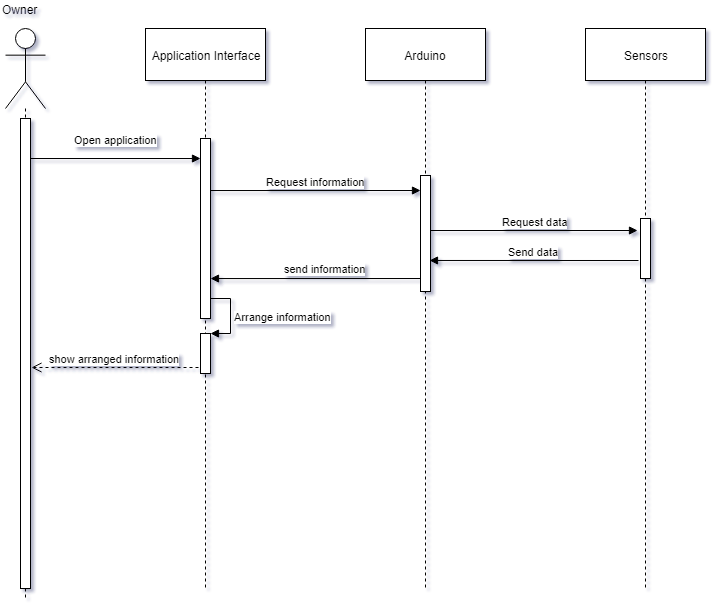 Owner
Application Interface
Arduino
Sensors
Open application
Request information
Request data
Send data
send information
Arrange information
show arranged information